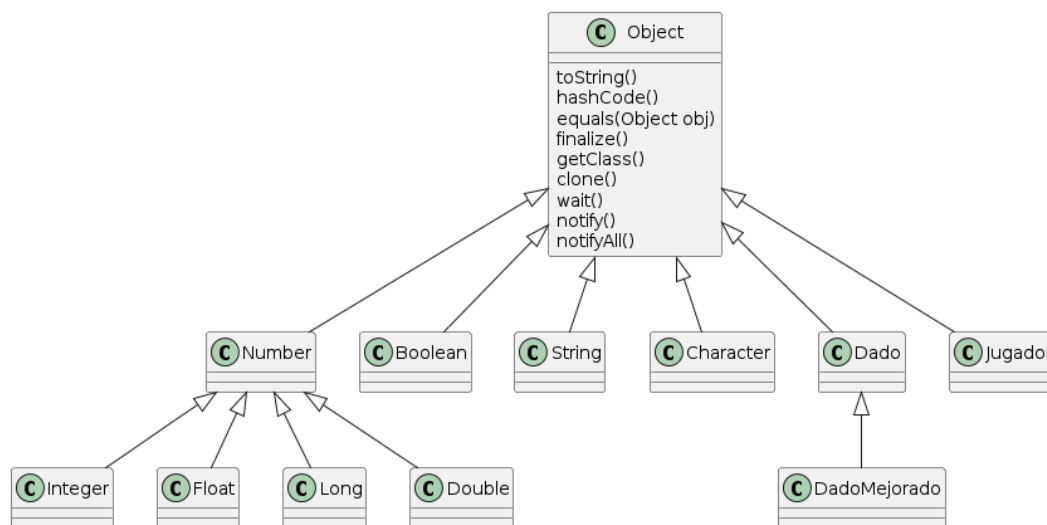 C Object
toString()
hashCode()
equals(Object obj)
finalize()
getClass()
clone()
wait()
notify()
notifyAll()
C Number
C Boolean
C String
C Character
C Dado
C Jugador
C Integer
C Float
C Long
C Double
C DadoMejorado